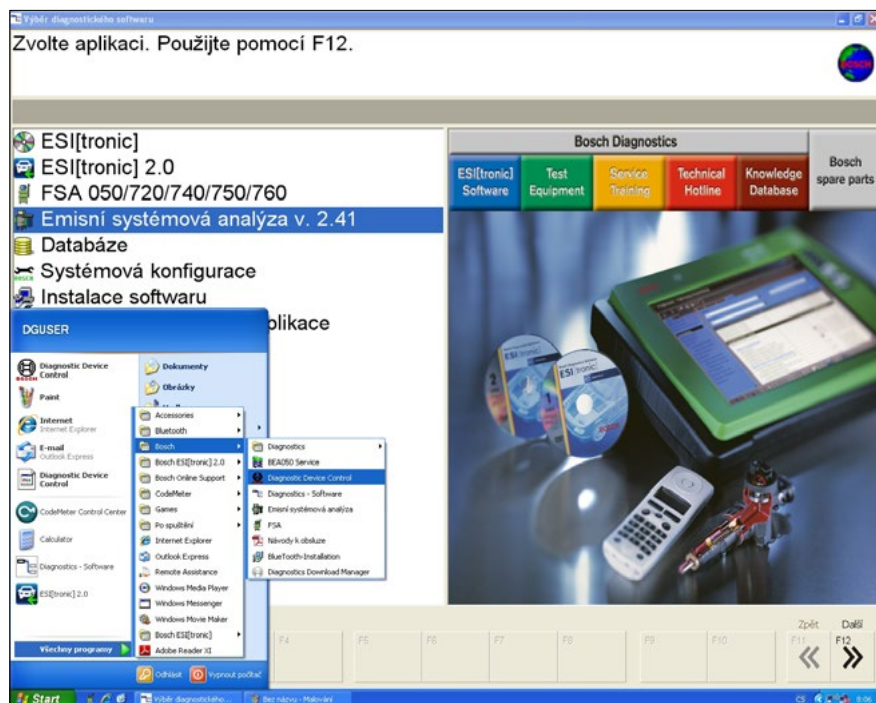 Výběr diagnostického softwaru
Zvolte aplikaci. Použijte pomocí F12.
BOSCH
ESI[tronic]
ESI[tronic] 2.0
FSA 050/720/740/750/760
Emisní systémová analýza v. 2.41
Databáze
Systémová konfigurace
Instalace softwaru
plikace
Bosch Diagnostics
ESI[tronic] Software
Test Equipment
Service Training
Technical Hotline
Knowledge Database
Bosch spare parts
DGUSER
Diagnostic Device Control
Paint
Internet
Internet Explorer
E-mail
Outlook Express
Diagnostic Device Control
CodeMeter Control Center
Calculator
Diagnostics - Software
ESI[tronic] 2.0
Všechny programy
Dokumenty
Obrázky
Accessories
Bluetooth
Bosch
Bosch ESI[tronic] 2.0
Bosch Online Support
CodeMeter
Games
Po spuštění
Internet Explorer
Outlook Express
Remote Assistance
Windows Media Player
Windows Messenger
Windows Movie Maker
Bosch ESI[tronic]
Adobe Reader XI
Diagnostics
BEA050 Service
Diagnostic Device Control
Diagnostics - Software
Emisní systémová analýza
FSA
Návody k obsluze
BlueTooth-Installation
Diagnostics Download Manager
Odhlásit
Vypnout počítač
F4
F5
F6
F7
F8
F9
F10
Zpět
F11
Další
F12
Start
Výběr diagnostického...
Bez názvu - Malování
CS
8:06